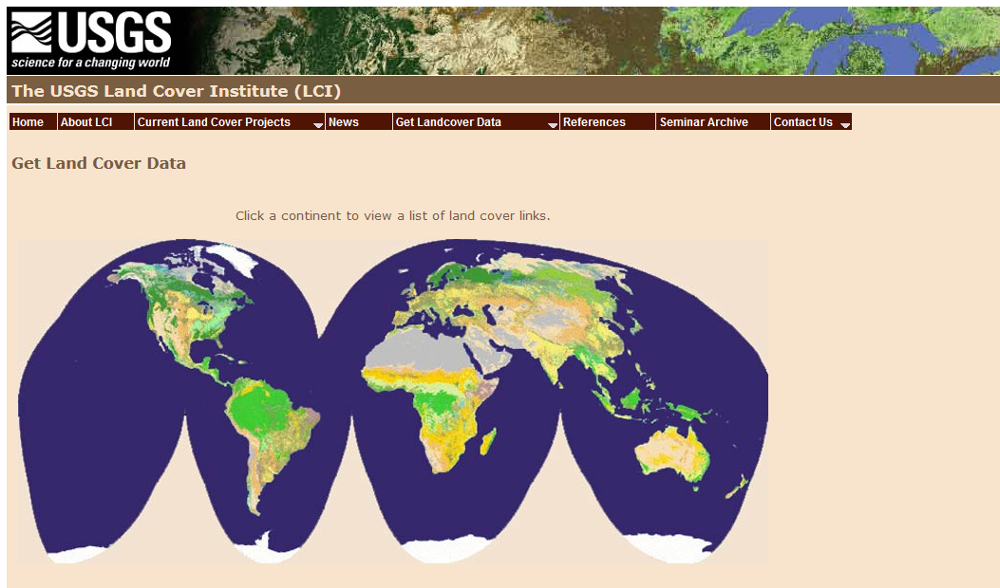 USGS
science for a changing world
The USGS Land Cover Institute (LCI)
Home About LCI Current Land Cover Projects News Get Landcover Data References Seminar Archive Contact Us
Get Land Cover Data
Click a continent to view a list of land cover links.